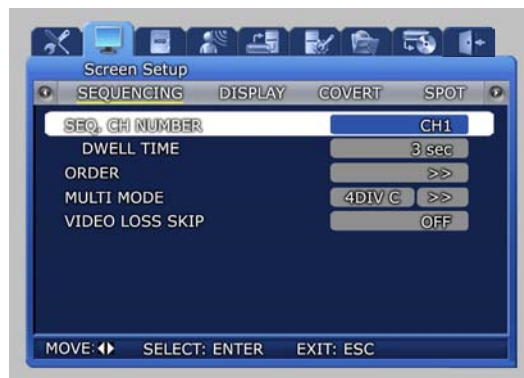 Screen Setup
SEQUENCING DISPLAY COVERT SPOT
SEQ. CH NUMBER CH1
DWELL TIME 3 sec
ORDER >>
MULTI MODE 4DIV C >>
VIDEO LOSS SKIP OFF
MOVE: SELECT: ENTER EXIT: ESC